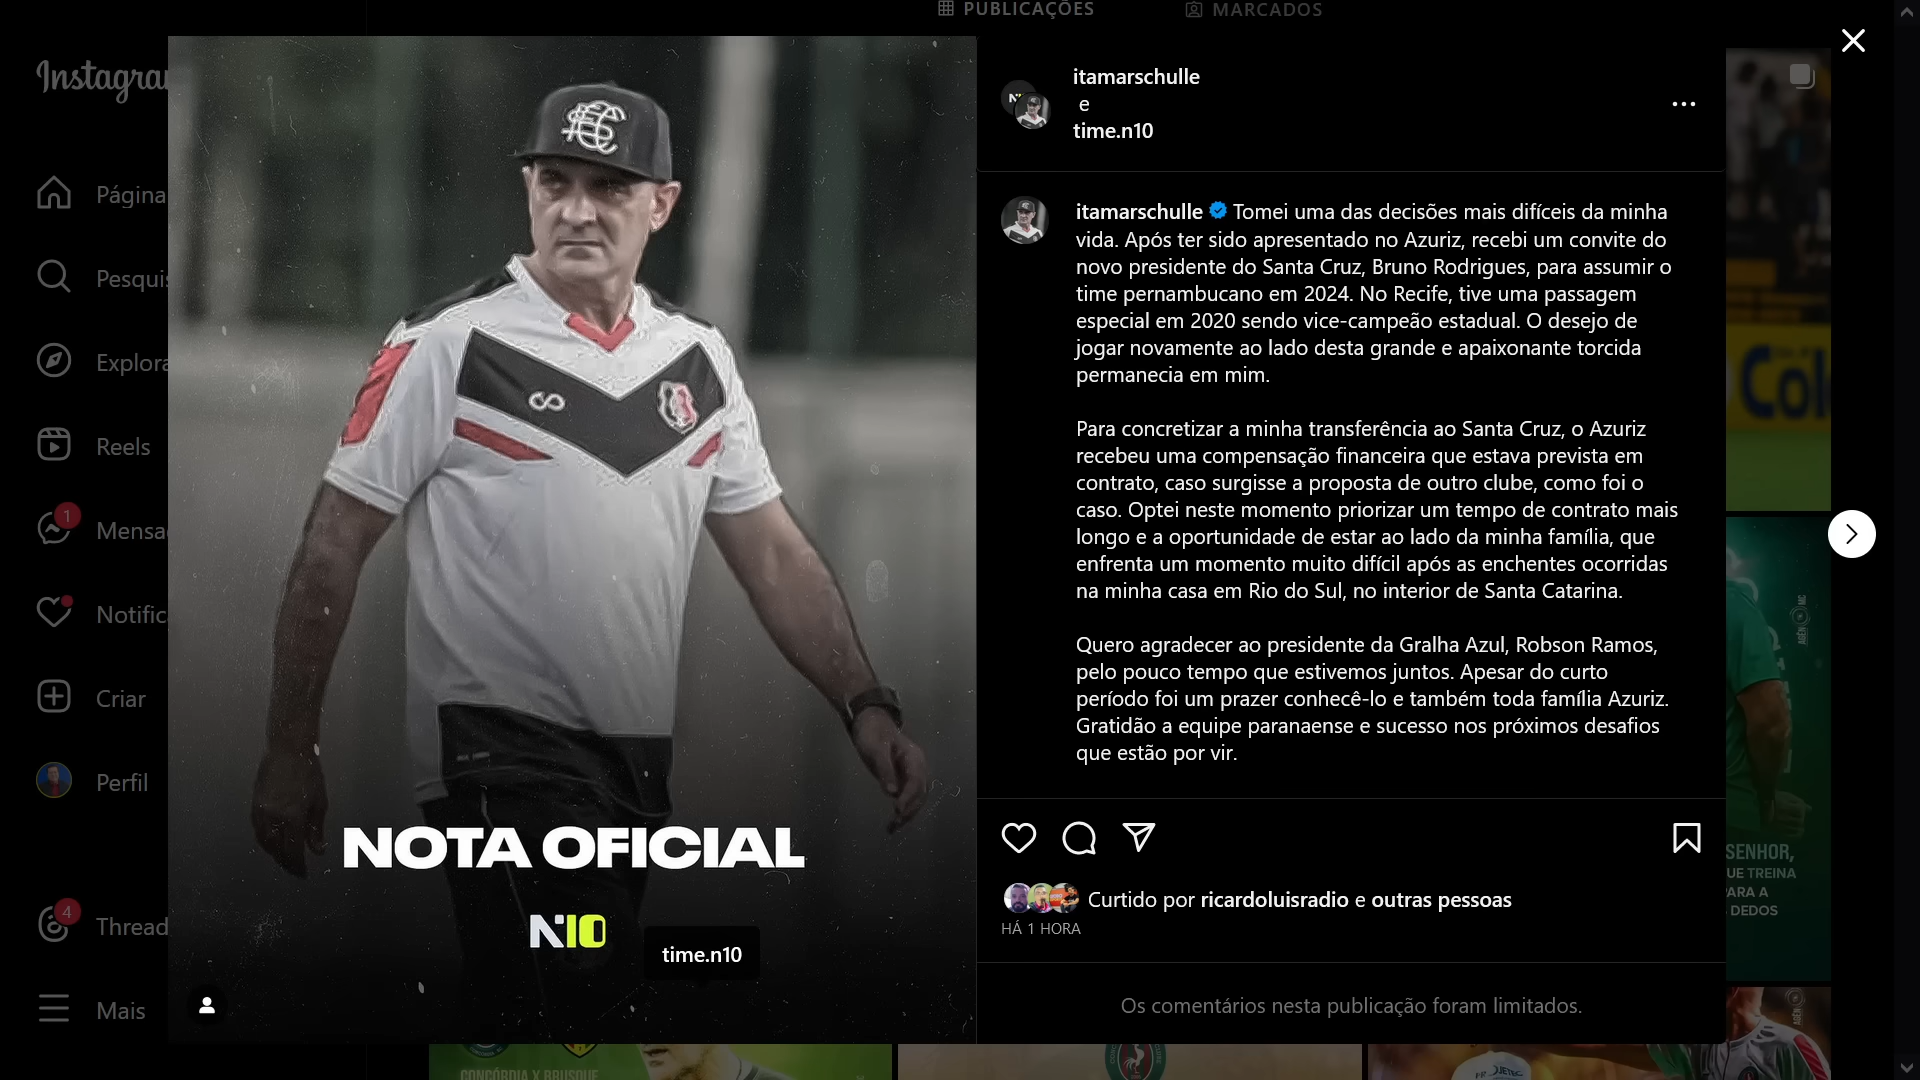 PUBLICAÇÕES
MARCADOS
Instagra
Página
Pesquis
Explora
Reels
1
Mensa
Notific
Criar
Perfil
4
Thread
Mais
NOTA OFICIAL
N10
time.n10
itamarschulle
e
time.n10
itamarschulle Tomei uma das decisões mais difíceis da minha
vida. Após ter sido apresentado no Azuriz, recebi um convite do
novo presidente do Santa Cruz, Bruno Rodrigues, para assumir o
time pernambucano em 2024. No Recife, tive uma passagem
especial em 2020 sendo vice-campeão estadual. O desejo de
jogar novamente ao lado desta grande e apaixonante torcida
permanecia em mim.
Para concretizar a minha transferência ao Santa Cruz, o Azuriz
recebeu uma compensação financeira que estava prevista em
contrato, caso surgisse a proposta de outro clube, como foi o
caso. Optei neste momento priorizar um tempo de contrato mais
longo e a oportunidade de estar ao lado da minha família, que
enfrenta um momento muito difícil após as enchentes ocorridas
na minha casa em Rio do Sul, no interior de Santa Catarina.
Quero agradecer ao presidente da Gralha Azul, Robson Ramos,
pelo pouco tempo que estivemos juntos. Apesar do curto
período foi um prazer conhecê-lo e também toda família Azuriz.
Gratidão a equipe paranaense e sucesso nos próximos desafios
que estão por vir.
Curtido por ricardoluisradio e outras pessoas
HÁ 1 HORA
Os comentários nesta publicação foram limitados.
Col
SENHOR,
UE TREINA
PARA A
DEDOS
CONCÓRDIA X BRUSQUE